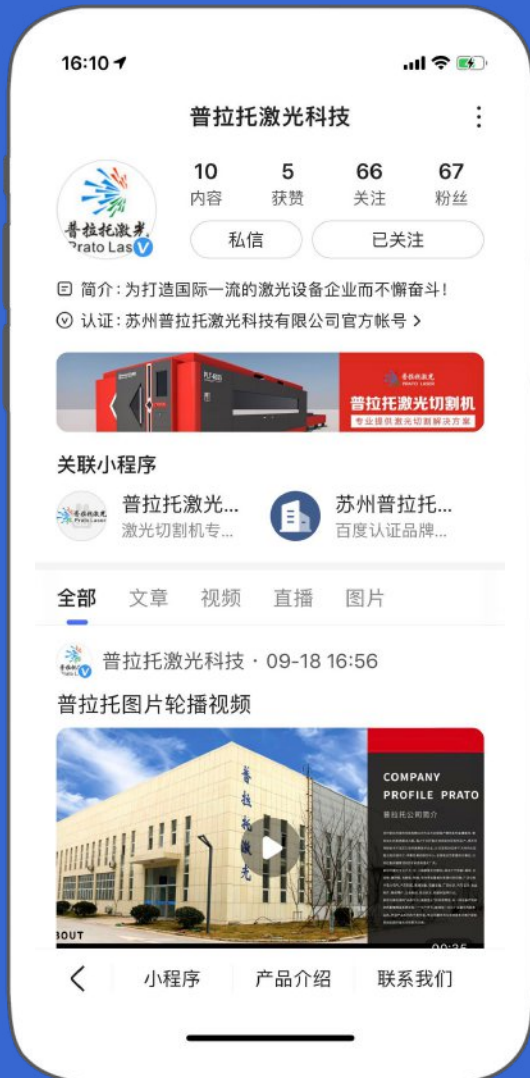 16:10
普拉托激光科技
普拉托激光
Prato Las
10
5
66
67
内容
获赞
关注
粉丝
私信
已关注
简介：为打造国际一流的激光设备企业而不懈奋斗！
认证：苏州普拉托激光科技有限公司官方帐号 >
PLT-6025
普拉托激光
PRATO LASER
普拉托激光切割机
专业提供激光切割解决方案
关联小程序
普拉托激光...
激光切割机专...
苏州普拉托...
百度认证品牌...
全部
文章
视频
直播
图片
普拉托激光科技 · 09-18 16:56
普拉托图片轮播视频
普拉托激光
COMPANY
PROFILE PRATO
普拉托公司简介
BOUT
00:35
小程序
产品介绍
联系我们